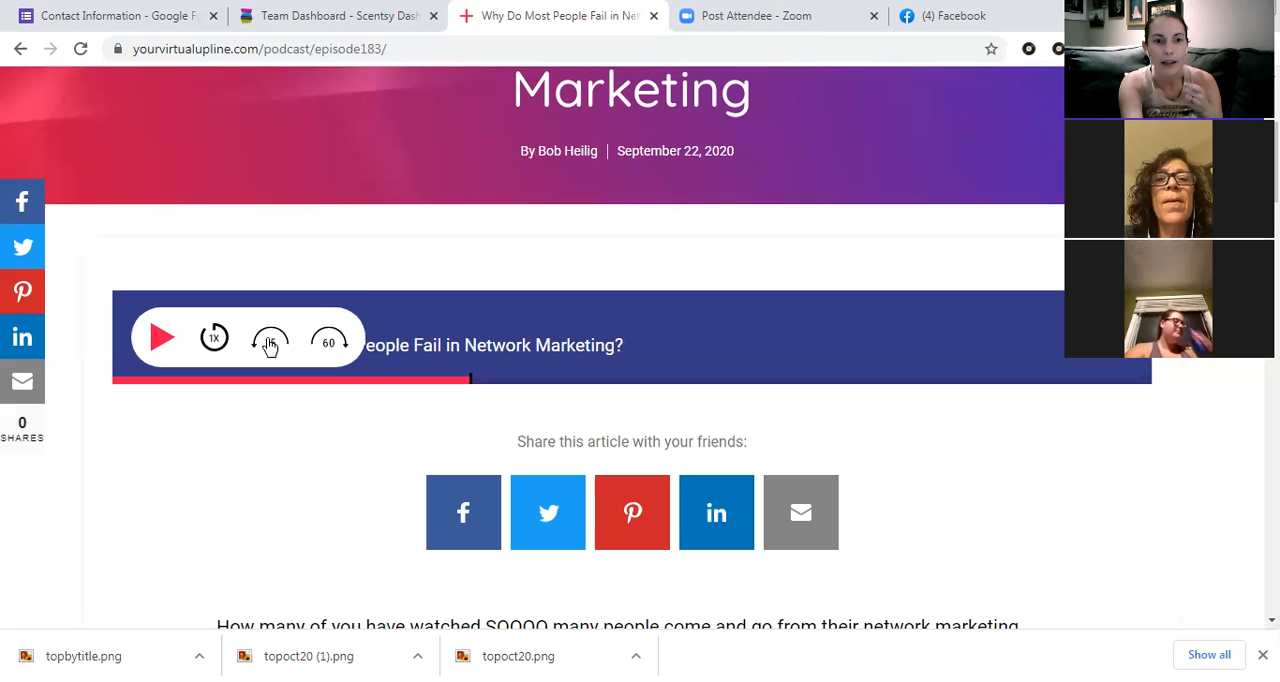 Contact Information - Google Fo
Team Dashboard - Scentsy Dash
Why Do Most People Fail in Net
Post Attendee - Zoom
(4) Facebook
yourvirtualupline.com/podcast/episode183/
Marketing
By Bob Heilig | September 22, 2020
1X
60
eople Fail in Network Marketing?
0
SHARES
Share this article with your friends:
How many of you have watched SOOOO many people come and go from their network marketing
topbytitle.png
topoct20 (1).png
topoct20.png
Show all